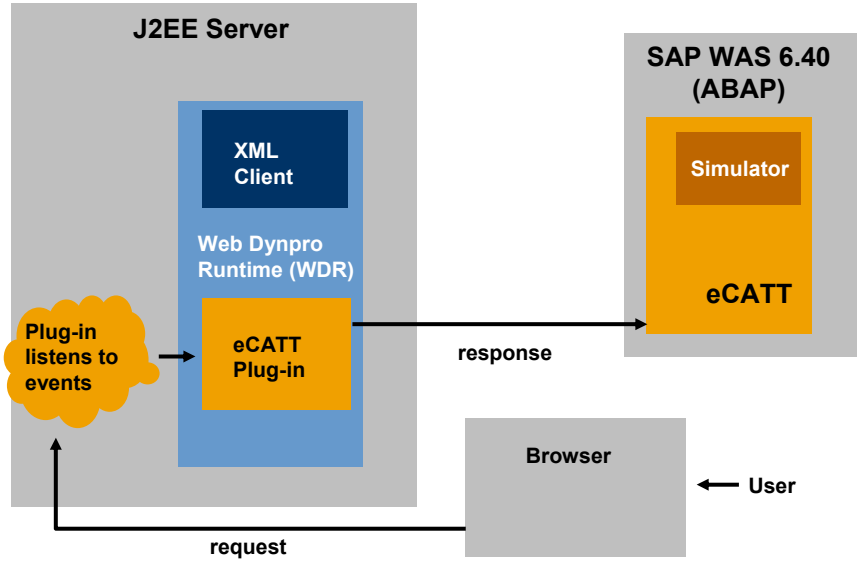 J2EE Server
XML
Client
Web Dynpro
Runtime (WDR)
eCATT
Plug-in
Plug-in
listens to
events
response
SAP WAS 6.40
(ABAP)
Simulator
eCATT
Browser
User
request